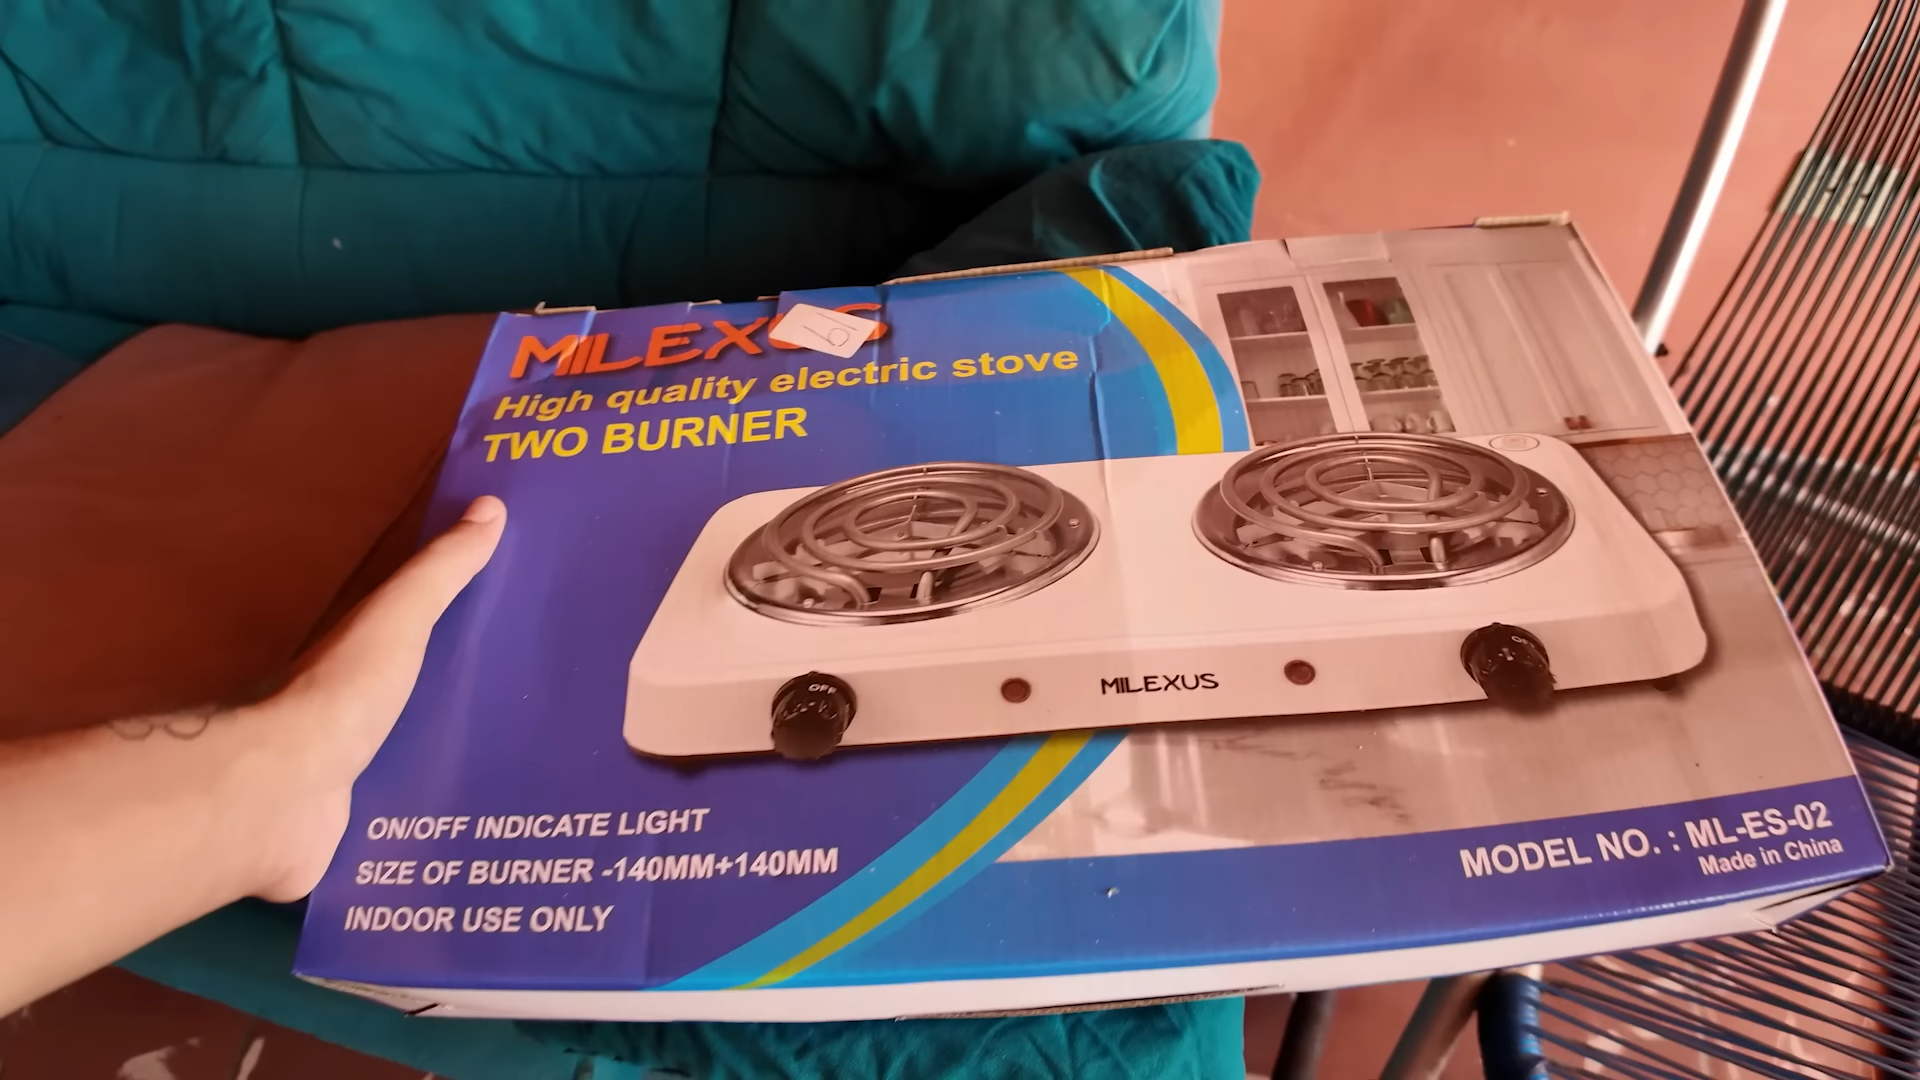 MILEXUS
High quality electric stove
TWO BURNER
OFF
MILEXUS
ON/OFF INDICATE LIGHT
SIZE OF BURNER -140MM+140MM
INDOOR USE ONLY
MODEL NO. : ML-ES-02
Made in China